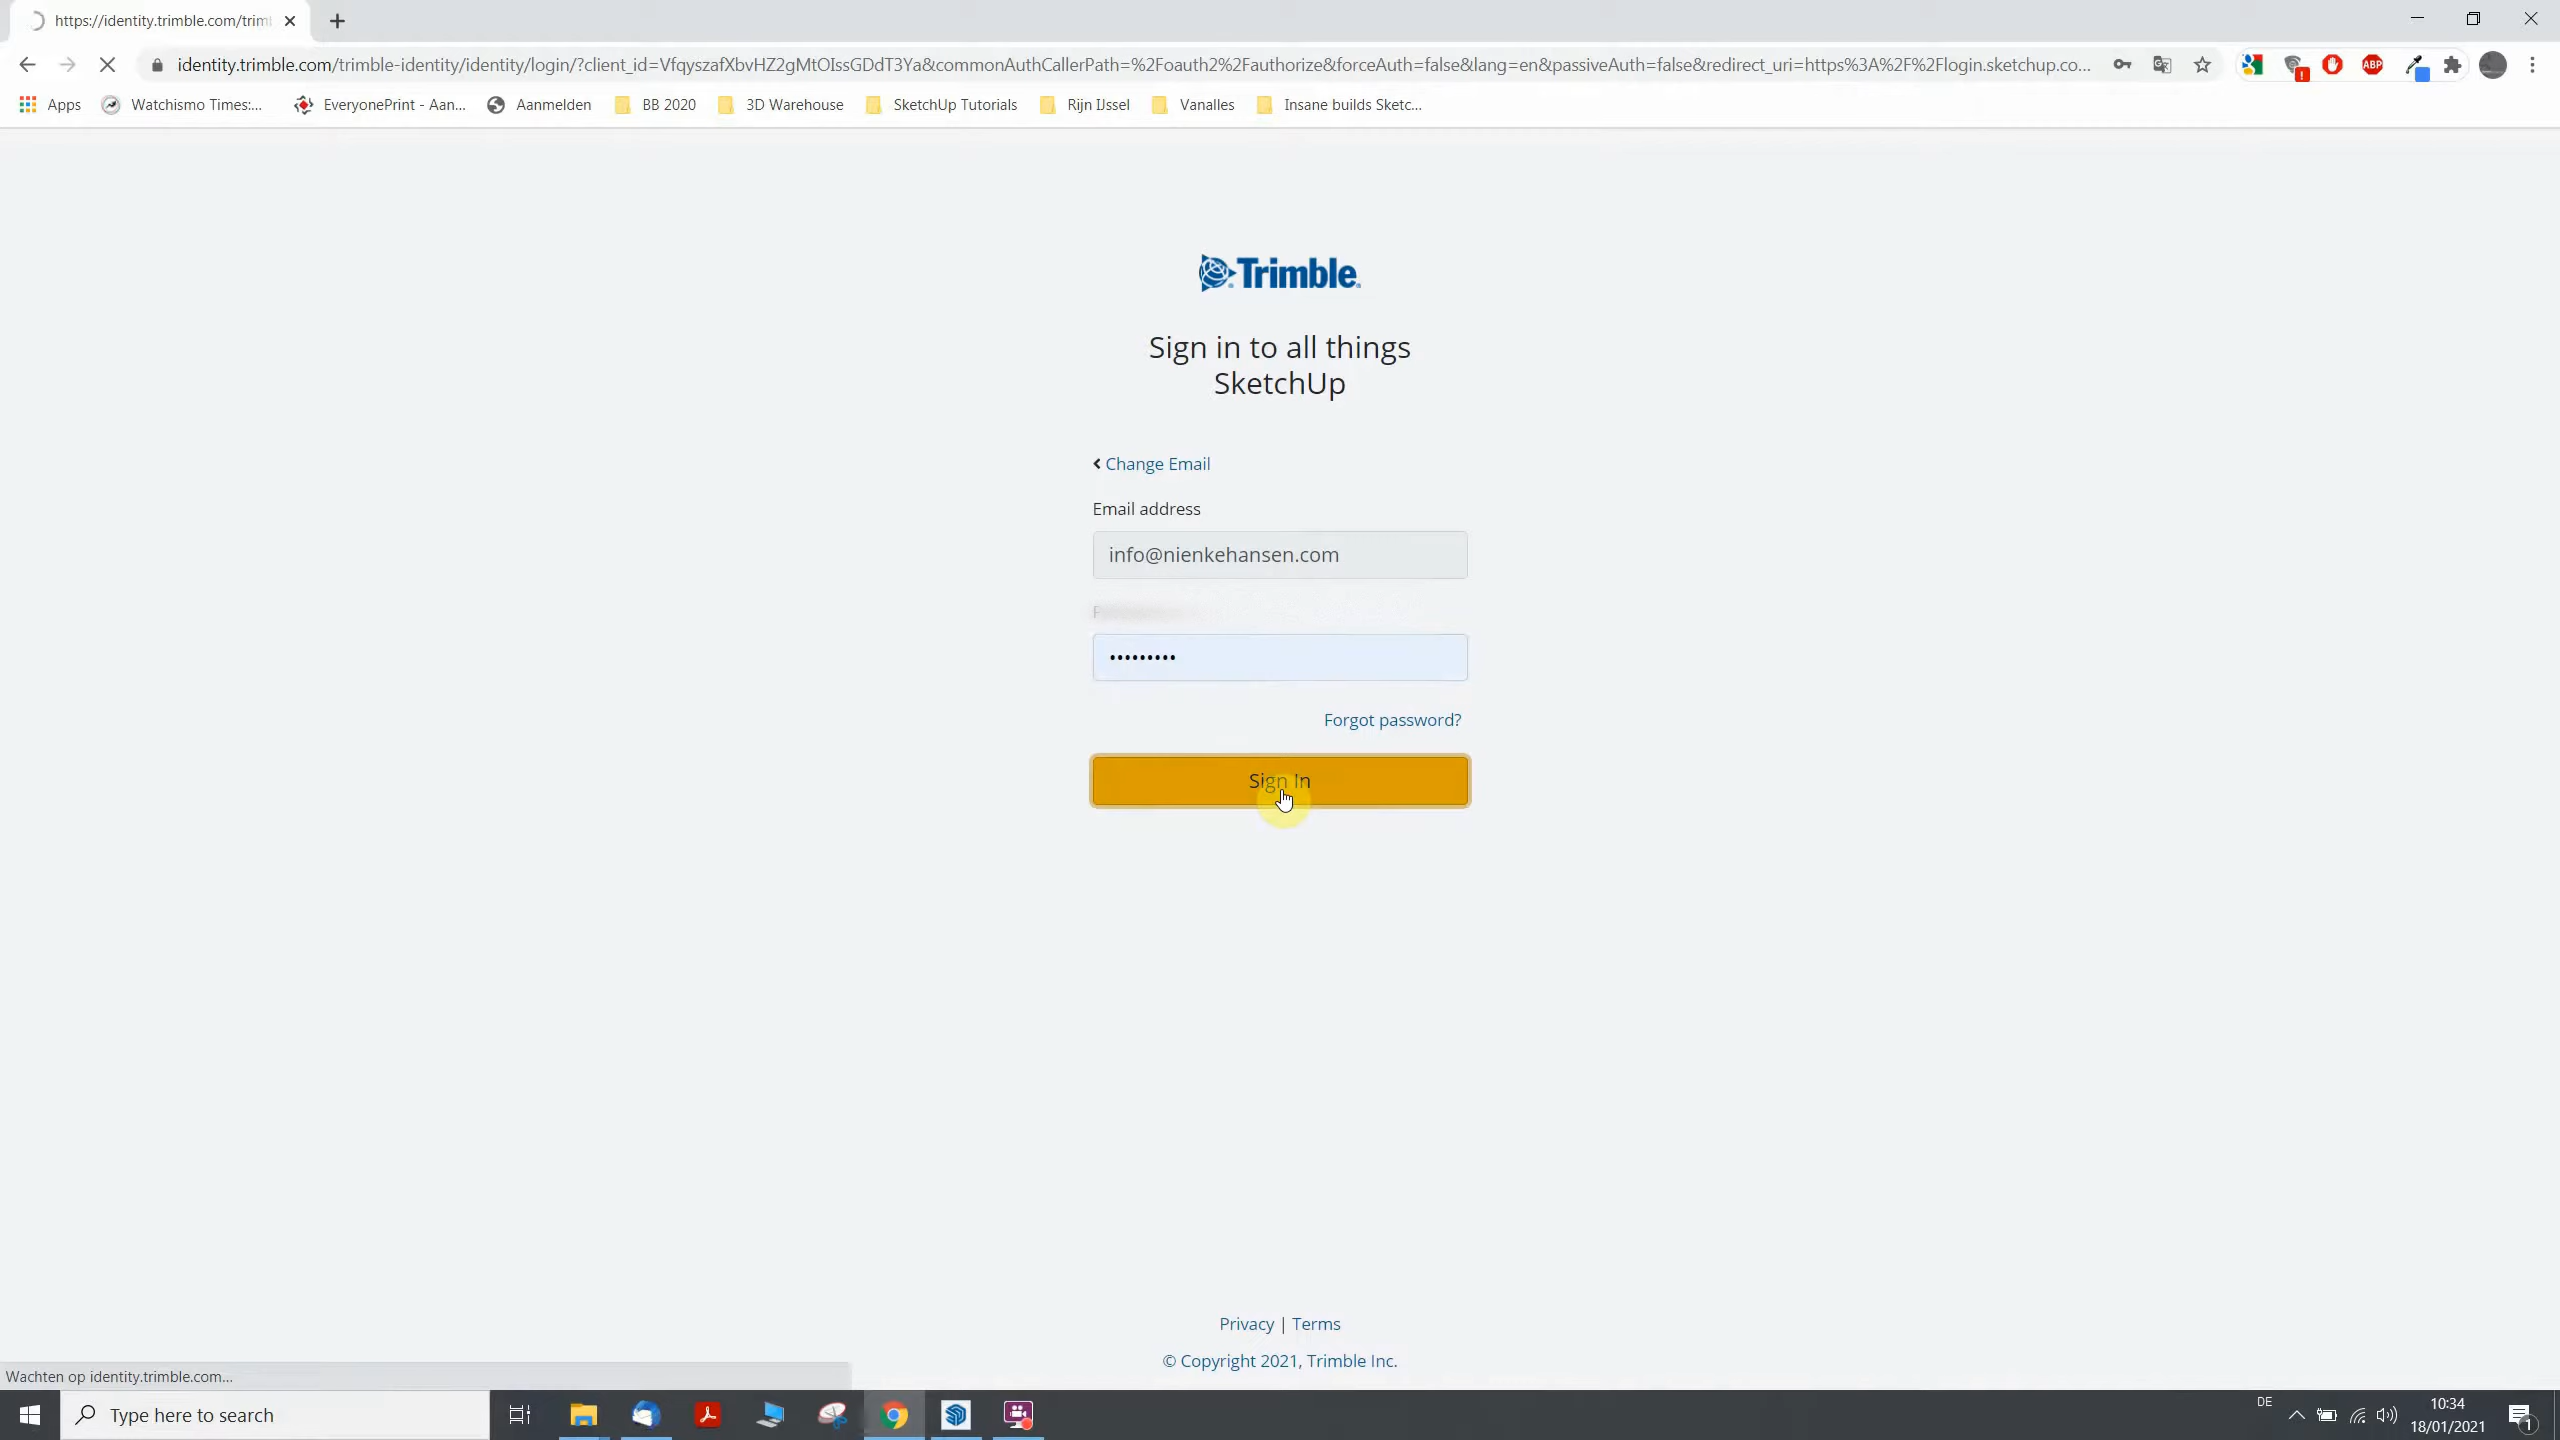 https://identity.trimble.com/trim
identity.trimble.com/trimble-identity/identity/login/?client_id=VfqyszafXbvHZ2gMtOIssGDdT3Ya&commonAuthCallerPath=%2Foauth2%2Fauthorize&forceAuth=false&lang=en&passiveAuth=false&redirect_uri=https%3A%2F%2Flogin.sketchup.co...
ABP
Apps Watchismo Times:... EveryonePrint - Aan... Aanmelden BB 2020 3D Warehouse SketchUp Tutorials Rijn IJssel Vanalles Insane builds Sketc...
Trimble.
Sign in to all things
SketchUp
Change Email
Email address
info@nienkehansen.com
Forgot password?
Sign In
Privacy | Terms
© Copyright 2021, Trimble Inc.
Wachten op identity.trimble.com...
Type here to search
DE
10:34
18/01/2021
1